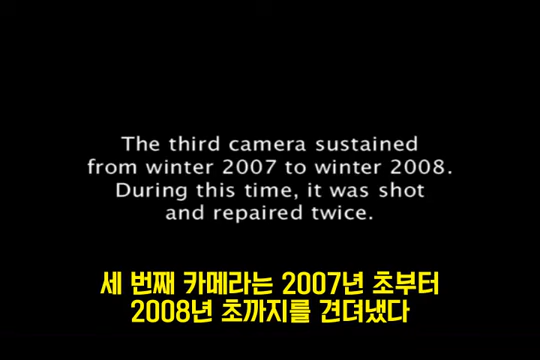 The third camera sustained
from winter 2007 to winter 2008.
During this time, it was shot
and repaired twice.
세 번째 카메라는 2007년 초부터
2008년 초까지를 견뎌냈다